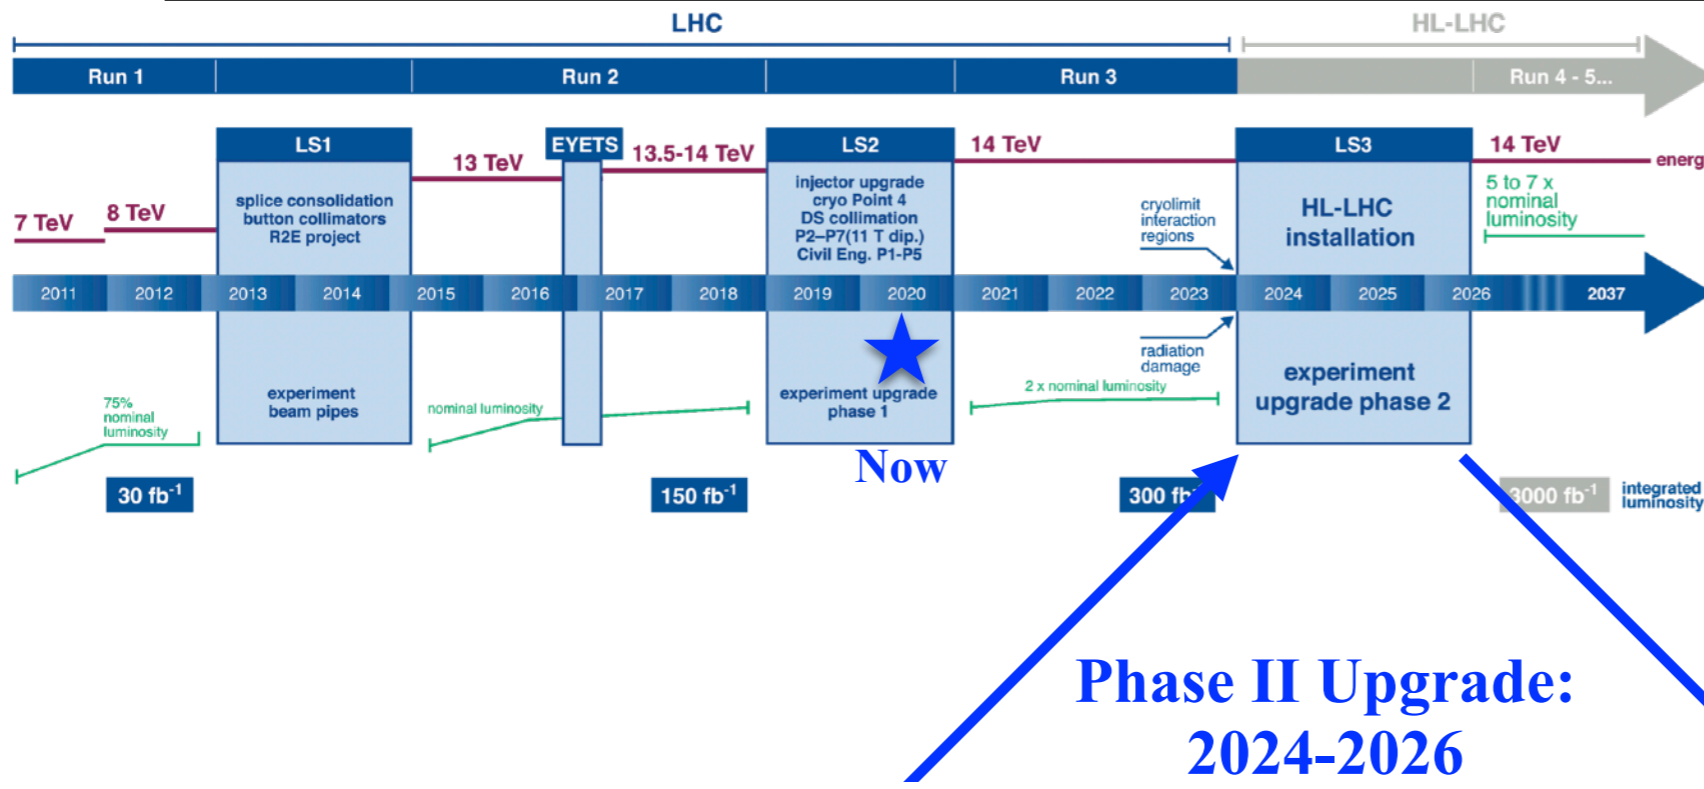 LHC
HL-LHC
Run 1
Run 2
Run 3
Run 4 - 5...
LS1
EYETS
LS2
LS3
7 TeV
8 TeV
13 TeV
13.5-14 TeV
14 TeV
14 TeV
energ
splice consolidation
button collimators
R2E project
injector upgrade
cryo Point 4
DS collimation
P2–P7(11 T dip.)
Civil Eng. P1-P5
cryolimit
interaction
regions
HL-LHC
installation
5 to 7 x
nominal
luminosity
2011
2012
2013
2014
2015
2016
2017
2018
2019
2020
2021
2022
2023
2024
2025
2026
2037
75%
nominal
luminosity
experiment
beam pipes
nominal luminosity
experiment upgrade
phase 1
2 x nominal luminosity
radiation
damage
experiment
upgrade phase 2
Now
30 fb-1
150 fb-1
300 fb
3000 fb-1
integrated
luminosity
Phase II Upgrade:
2024-2026